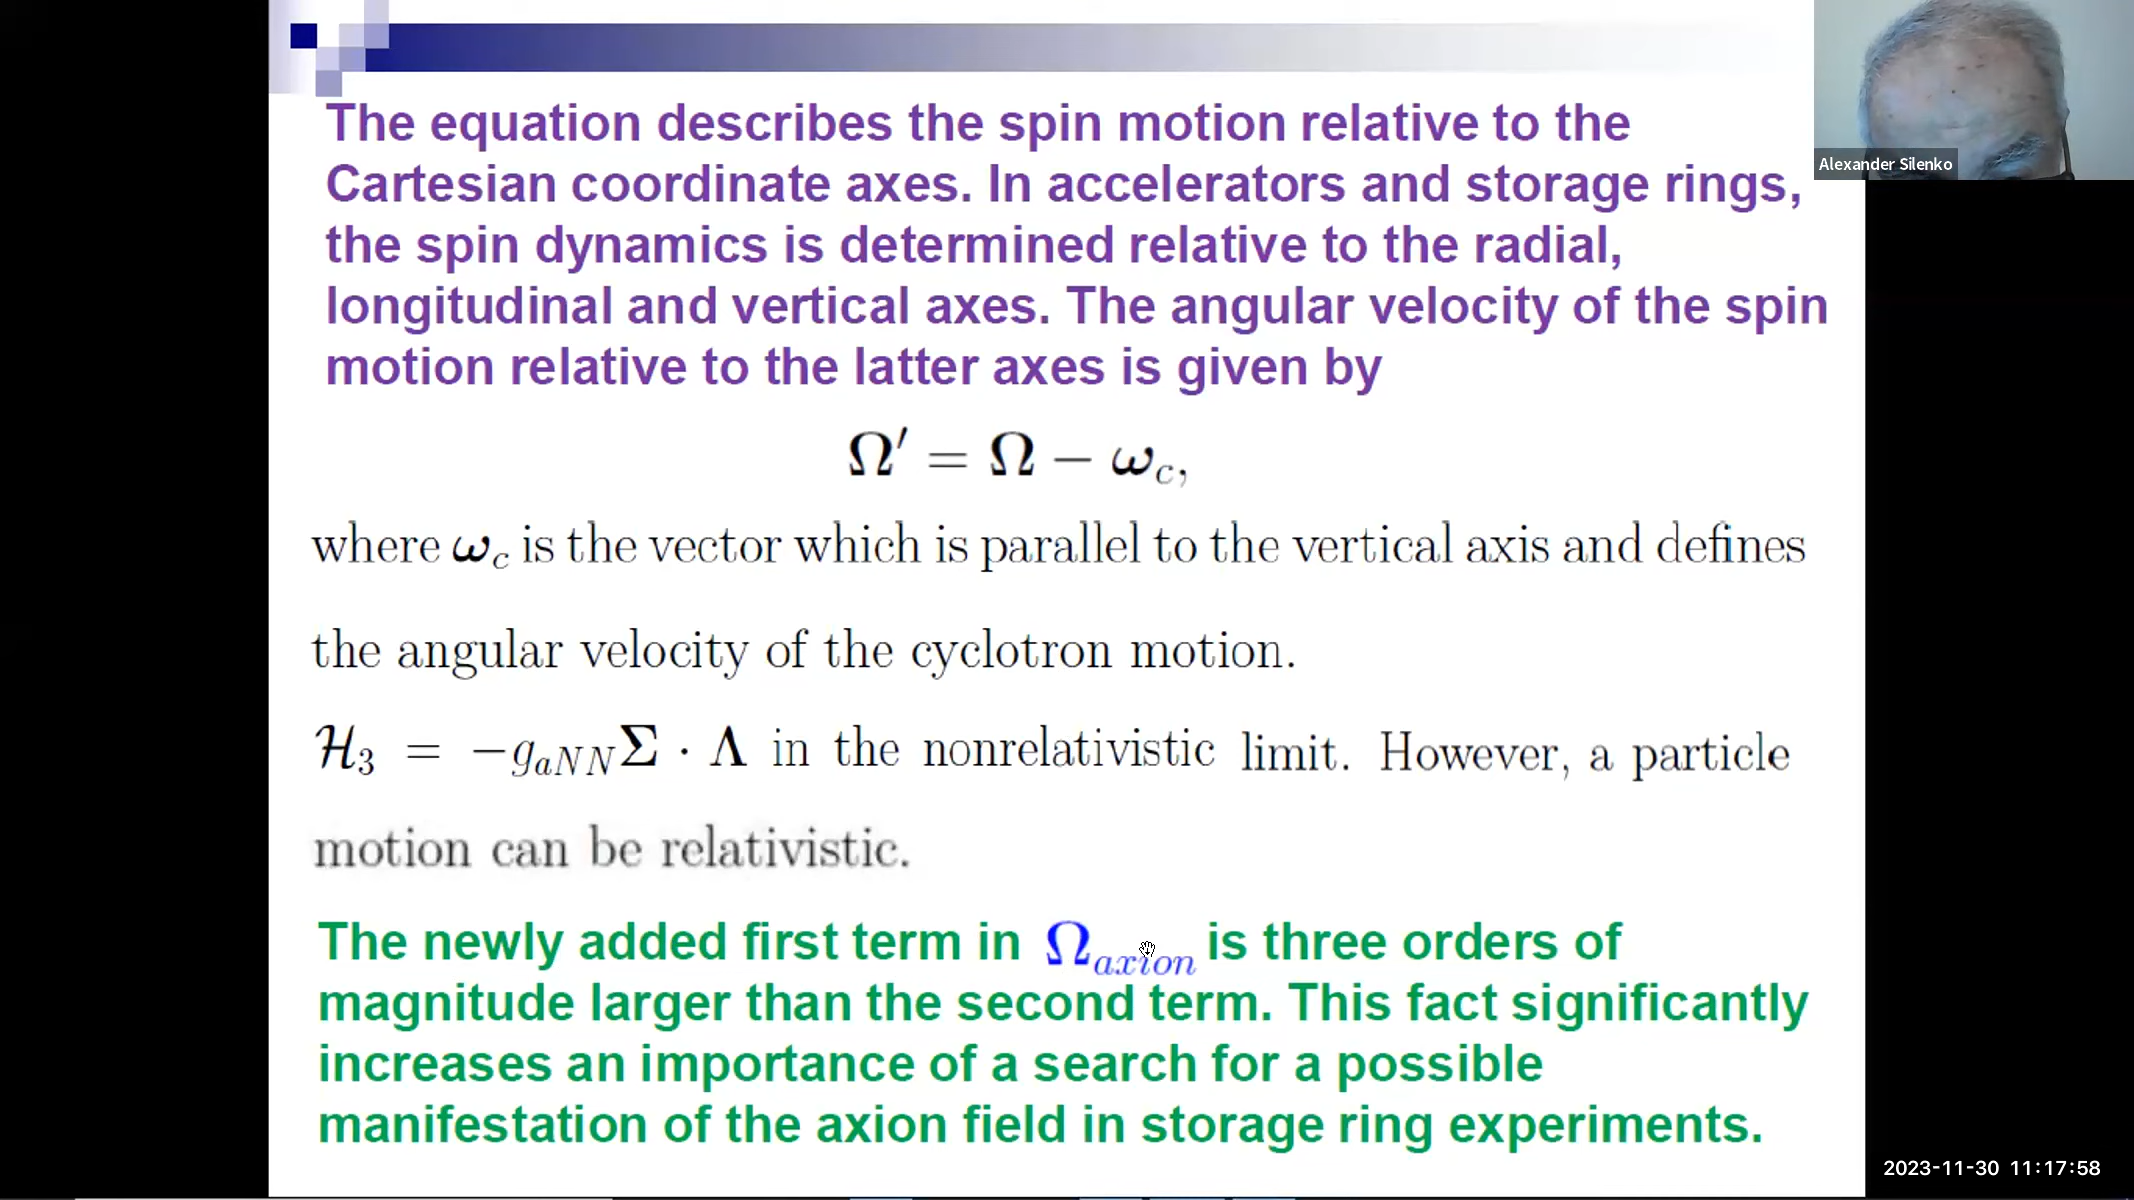 The equation describes the spin motion relative to the
Cartesian coordinate axes. In accelerators and storage rings,
the spin dynamics is determined relative to the radial,
longitudinal and vertical axes. The angular velocity of the spin
motion relative to the latter axes is given by
Ω′ = Ω − ω_c,
where ω_c is the vector which is parallel to the vertical axis and defines
the angular velocity of the cyclotron motion.
ℋ_3 = −g_{aNN}Σ · Λ in the nonrelativistic limit. However, a particle
motion can be relativistic.
The newly added first term in Ω_{axion} is three orders of
magnitude larger than the second term. This fact significantly
increases an importance of a search for a possible
manifestation of the axion field in storage ring experiments.
Alexander Silenko
2023-11-30 11:17:58